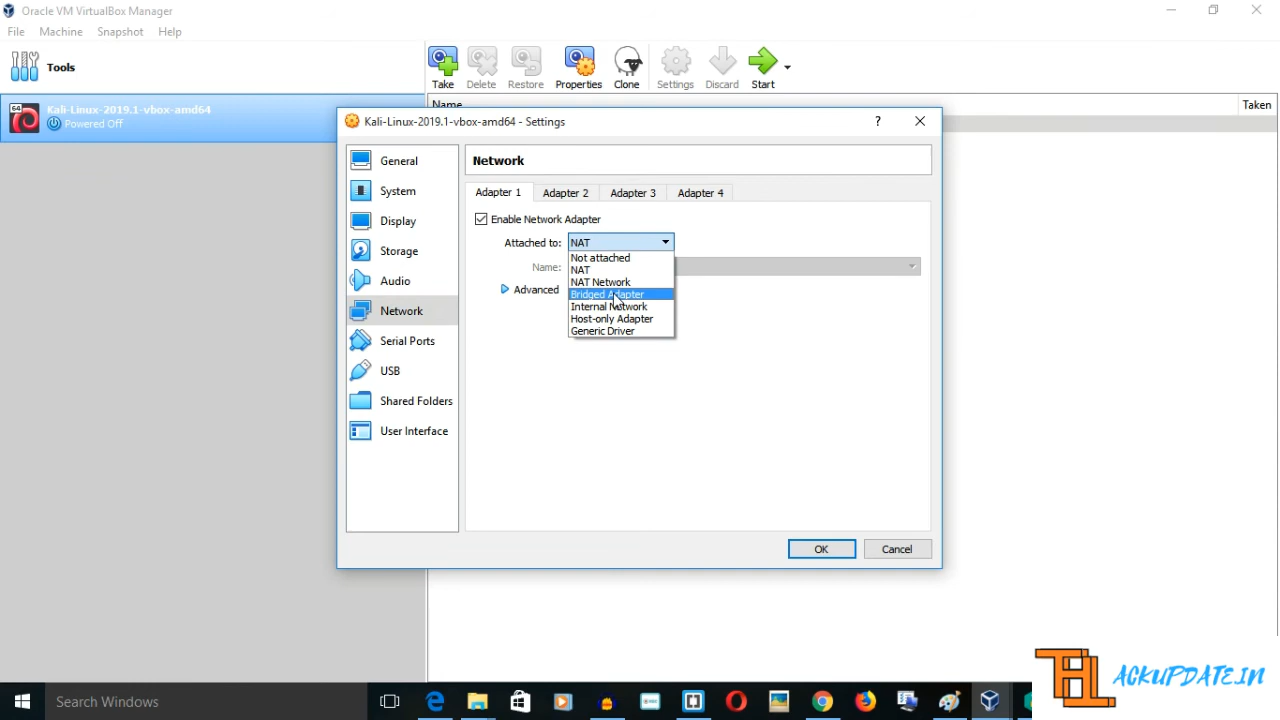 Oracle VM VirtualBox Manager
File Machine Snapshot Help
Tools
Take Delete Restore Properties Clone Settings Discard Start
64
Kali-Linux-2019.1-vbox-amd64
Powered Off
Name Taken
Kali-Linux-2019.1-vbox-amd64 - Settings
?
General
System
Display
Storage
Audio
Network
Serial Ports
USB
Shared Folders
User Interface
Network
Adapter 1 Adapter 2 Adapter 3 Adapter 4
Enable Network Adapter
Attached to: NAT
Name:
Advanced
Not attached
NAT
NAT Network
Bridged Adapter
Internal Network
Host-only Adapter
Generic Driver
OK Cancel
Search Windows
ACKUPDATE.IN